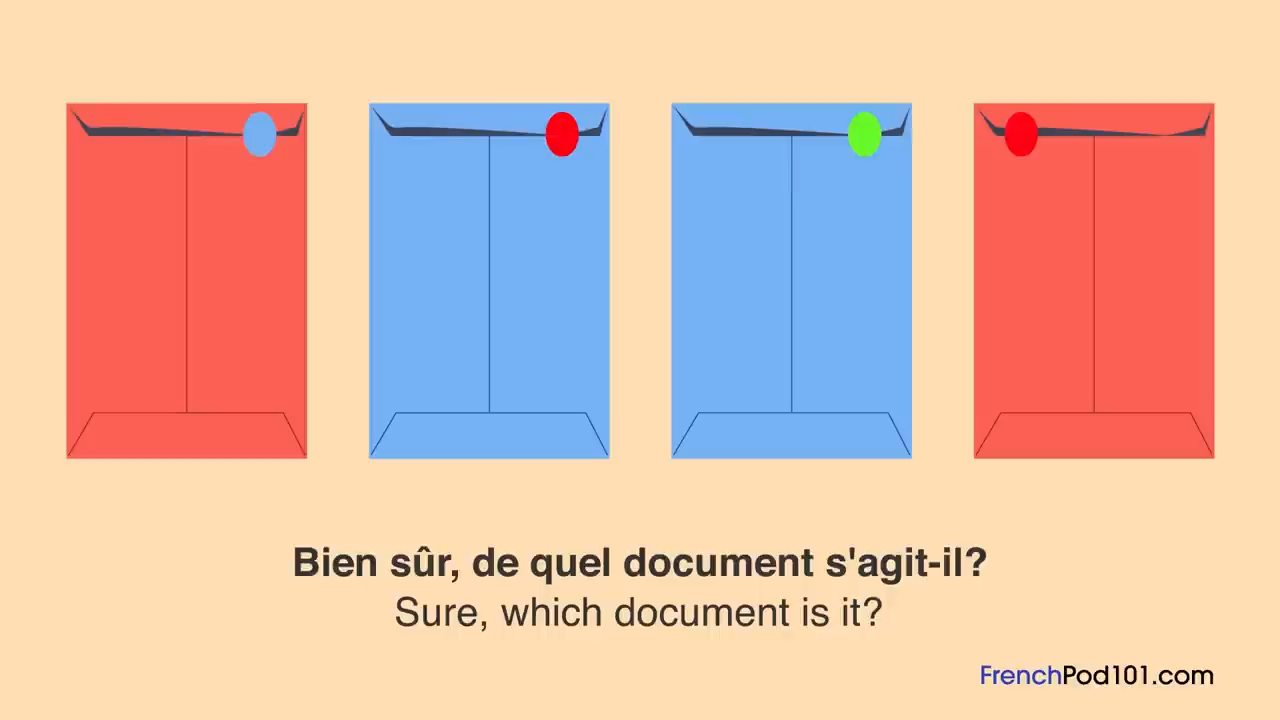 Bien sûr, de quel document s'agit-il?
Sure, which document is it?
FrenchPod101.com